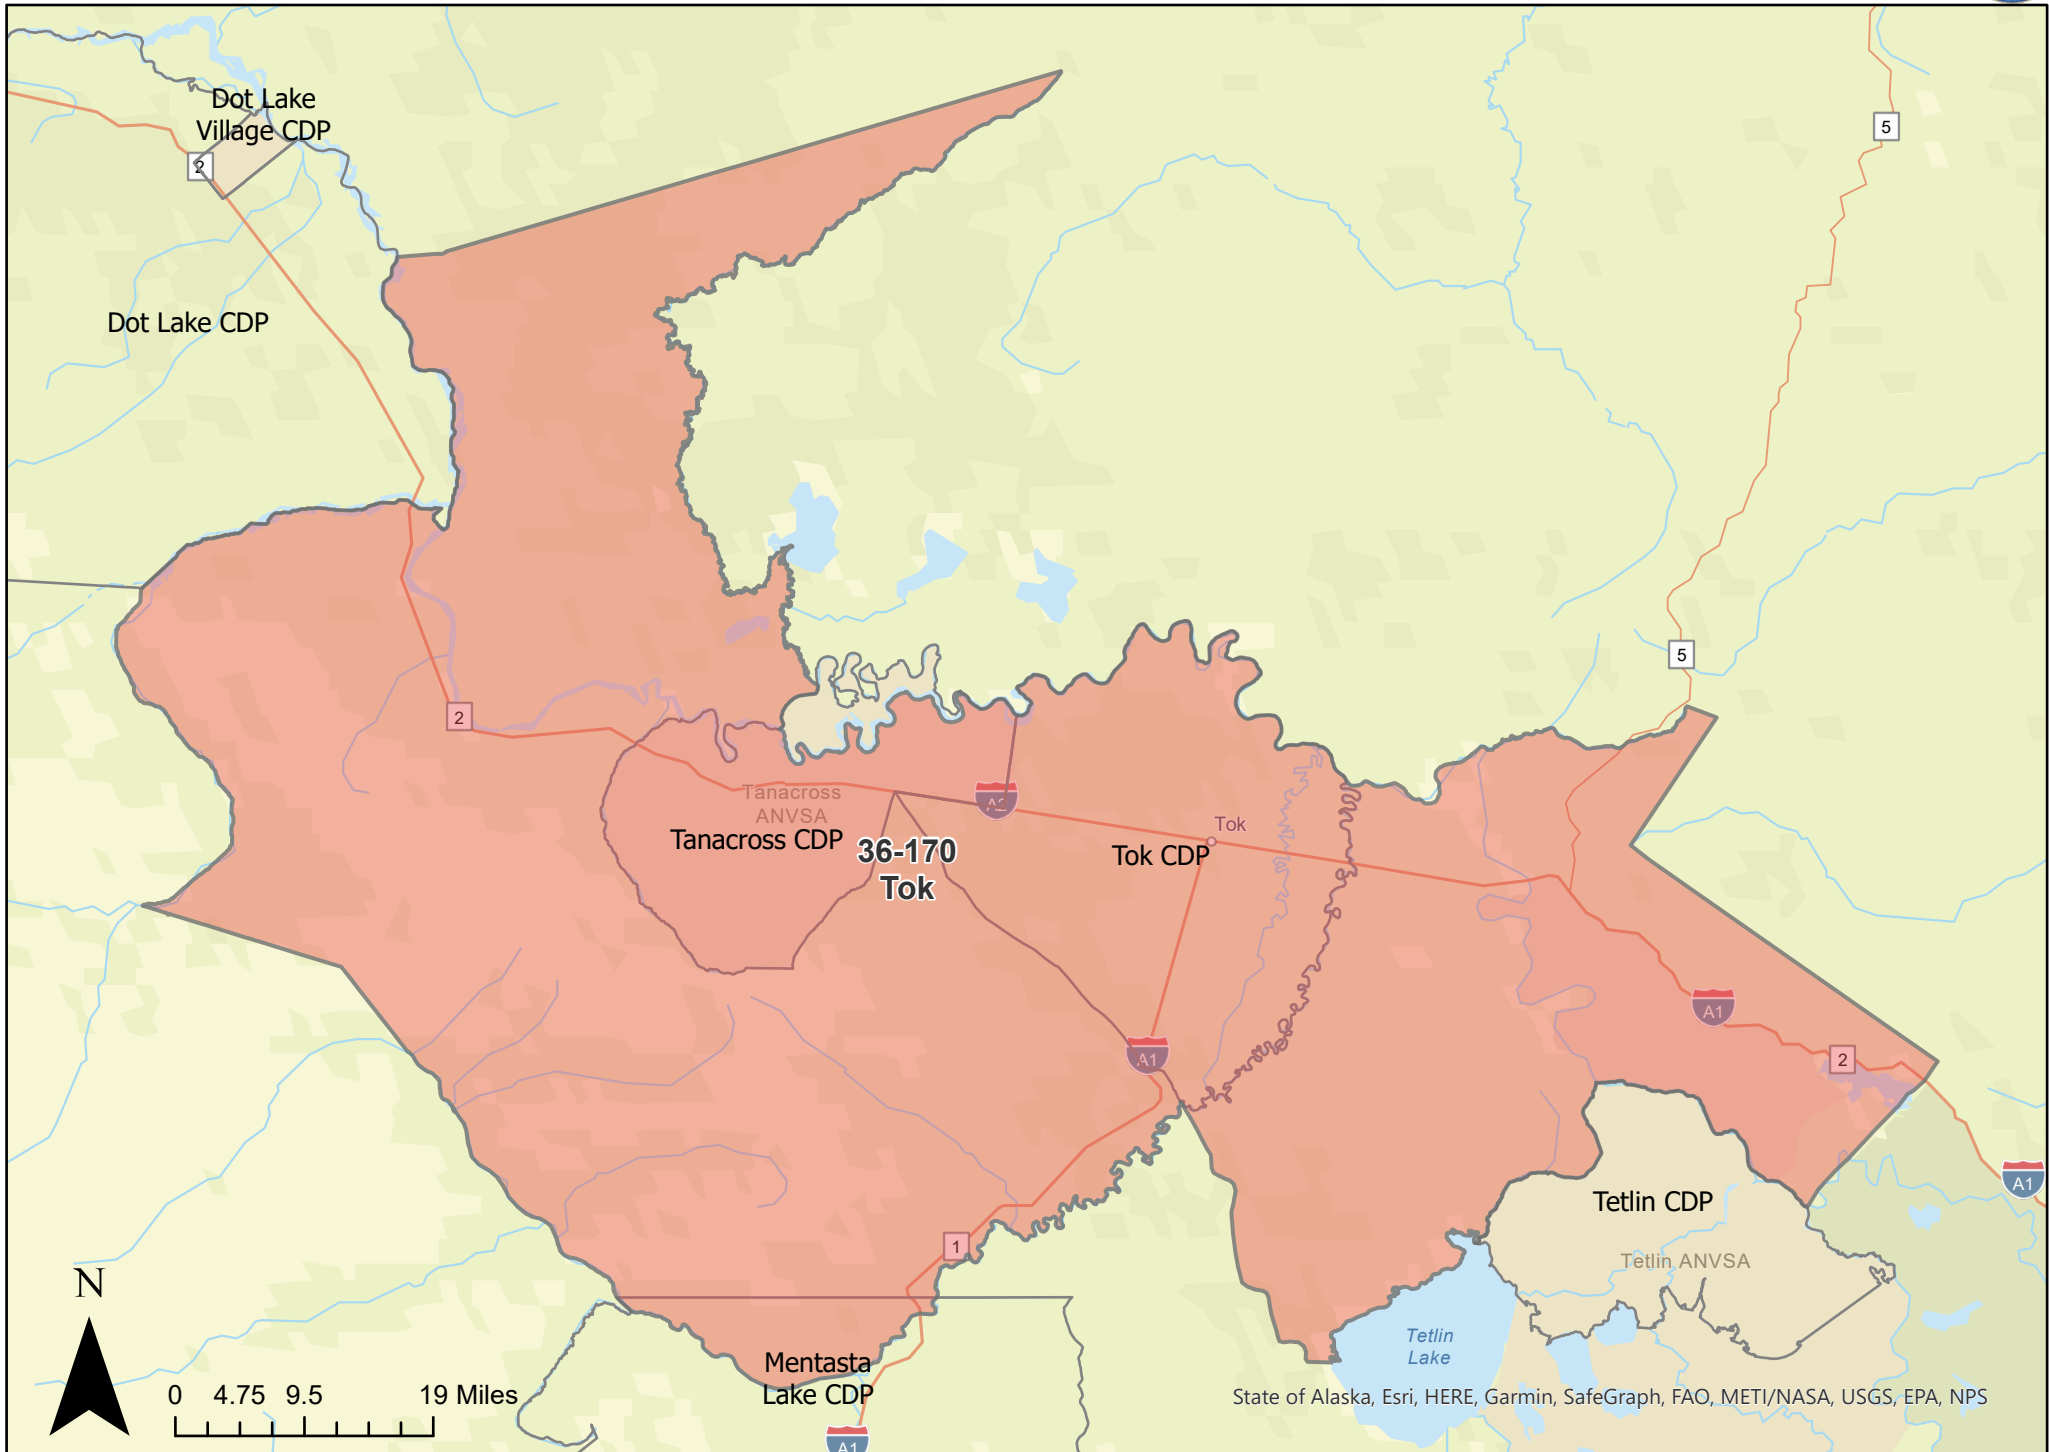 Dot Lake
Village CDP
2
5
Dot Lake CDP
5
2
Tanacross
ANVSA
A2
Tanacross CDP
36-170
Tok
Tok
Tok CDP
A1
A1
2
A1
Tetlin CDP
1
Tetlin ANVSA
N
Tetlin
Lake
Mentasta
Lake CDP
0 4.75 9.5 19 Miles
State of Alaska, Esri, HERE, Garmin, SafeGraph, FAO, METI/NASA, USGS, EPA, NPS
A1